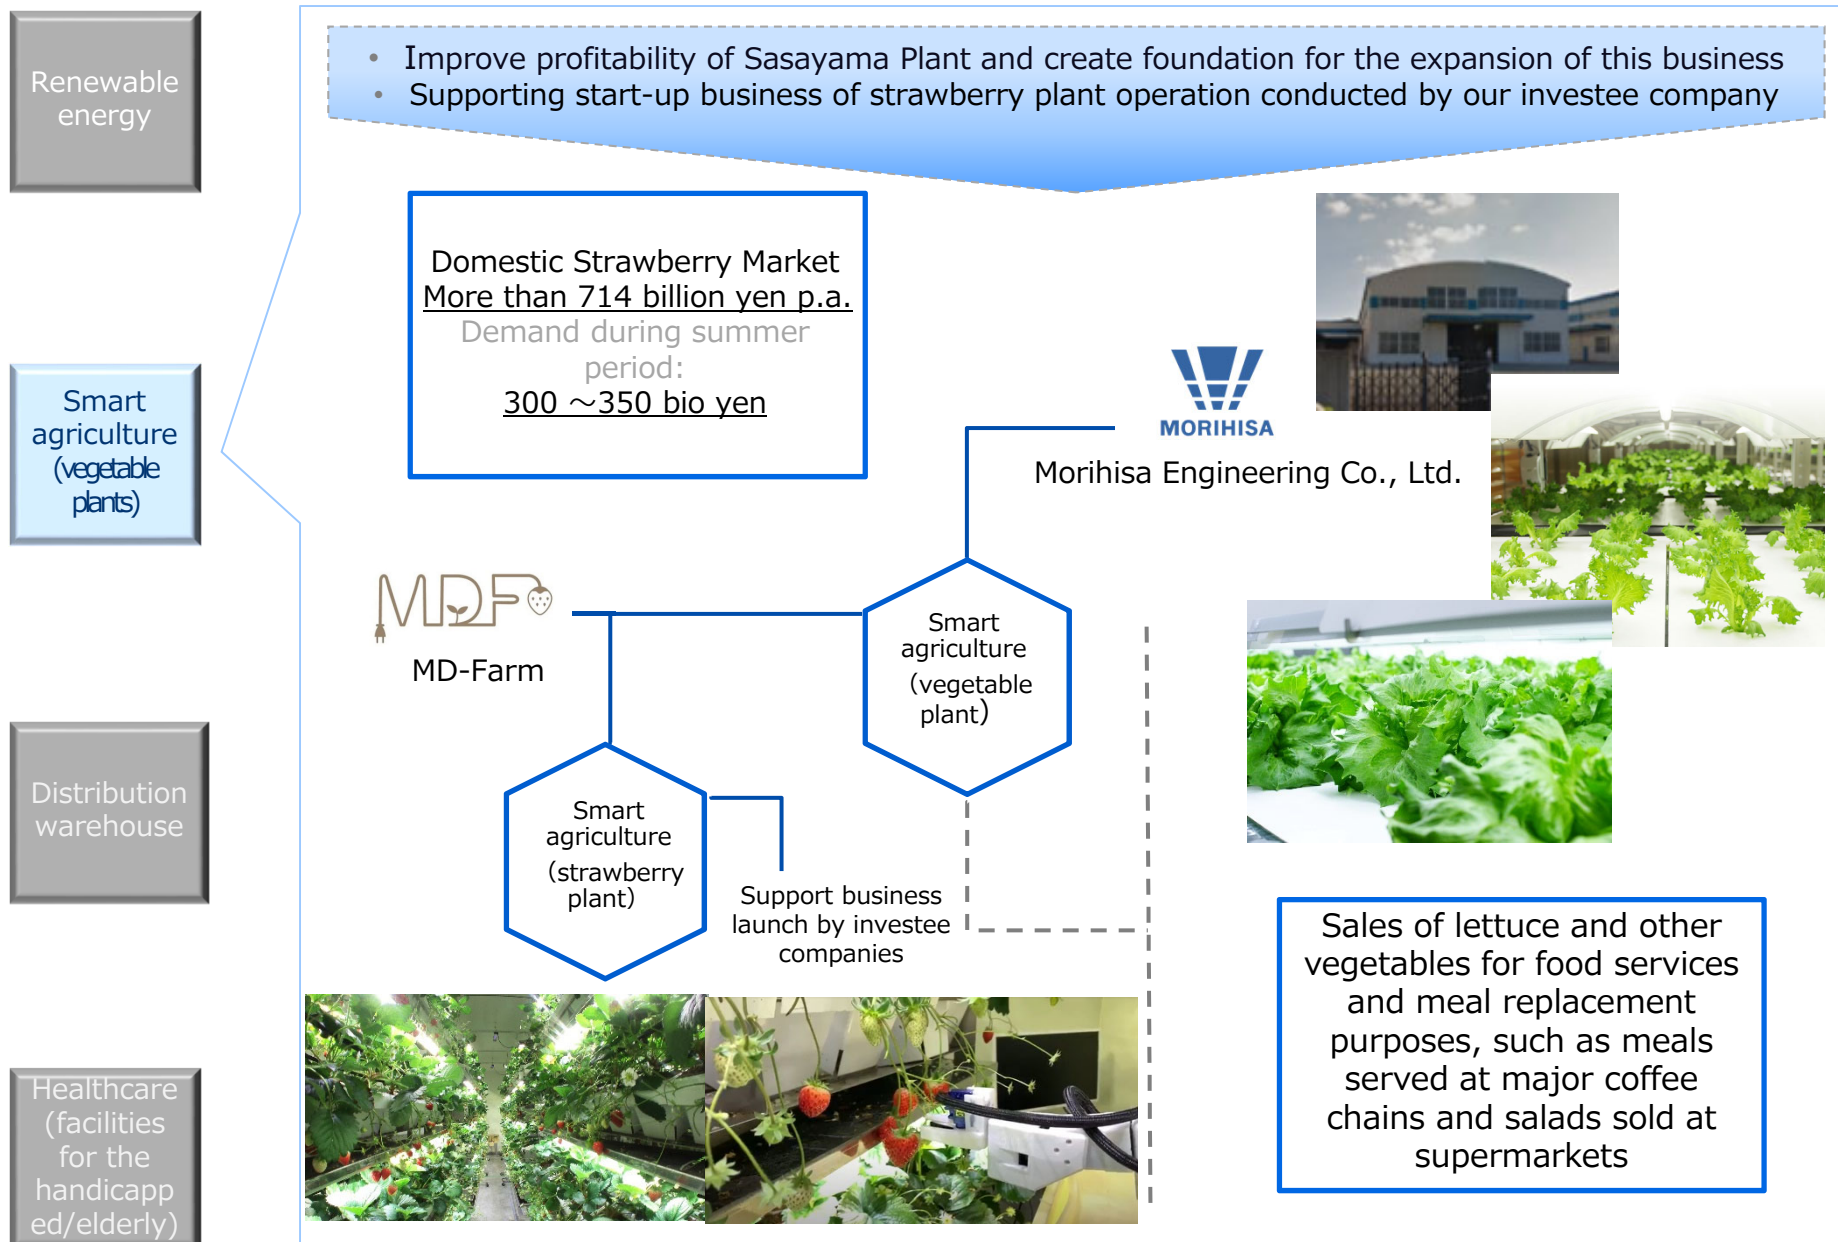 Renewable
energy
Smart
agriculture
(vegetable
plants)
Distribution
warehouse
Healthcare
(facilities
for the
handicapp
ed/elderly)
• Improve profitability of Sasayama Plant and create foundation for the expansion of this business
• Supporting start-up business of strawberry plant operation conducted by our investee company
Domestic Strawberry Market
More than 714 billion yen p.a.
Demand during summer
period:
300 ～350 bio yen
MORIHISA
Morihisa Engineering Co., Ltd.
MDF
MD-Farm
Smart
agriculture
（vegetable
plant）
Smart
agriculture
（strawberry
plant）
Support business
launch by investee
companies
Sales of lettuce and other
vegetables for food services
and meal replacement
purposes, such as meals
served at major coffee
chains and salads sold at
supermarkets